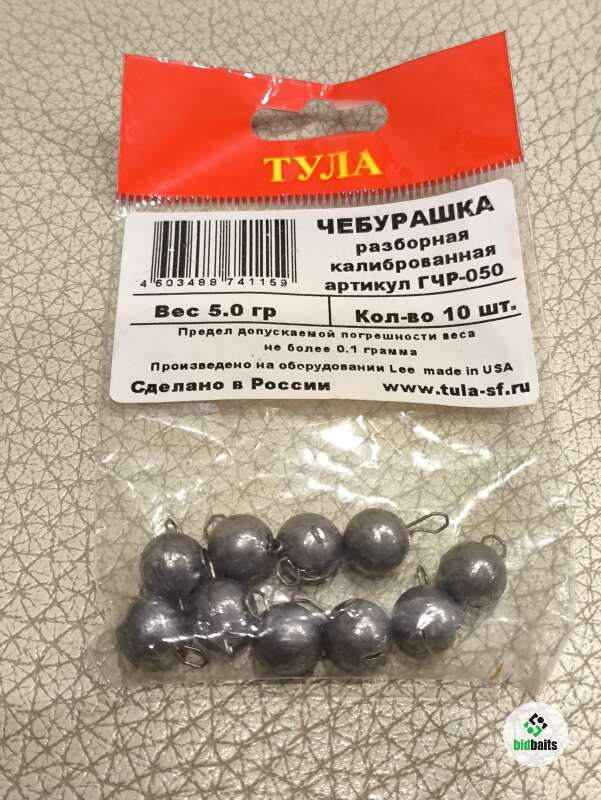 ТУЛА
ЧЕБУРАШКА
разборная
калиброванная
артикул ГЧР-050
4 603488 741159
Вес 5.0 гр
Кол-во 10 шт.
Предел допускаемой погрешности веса
не более 0.1 грамма
Произведено на оборудовании Lee made in USA
Сделано в России
www.tula-sf.ru
bidbaits